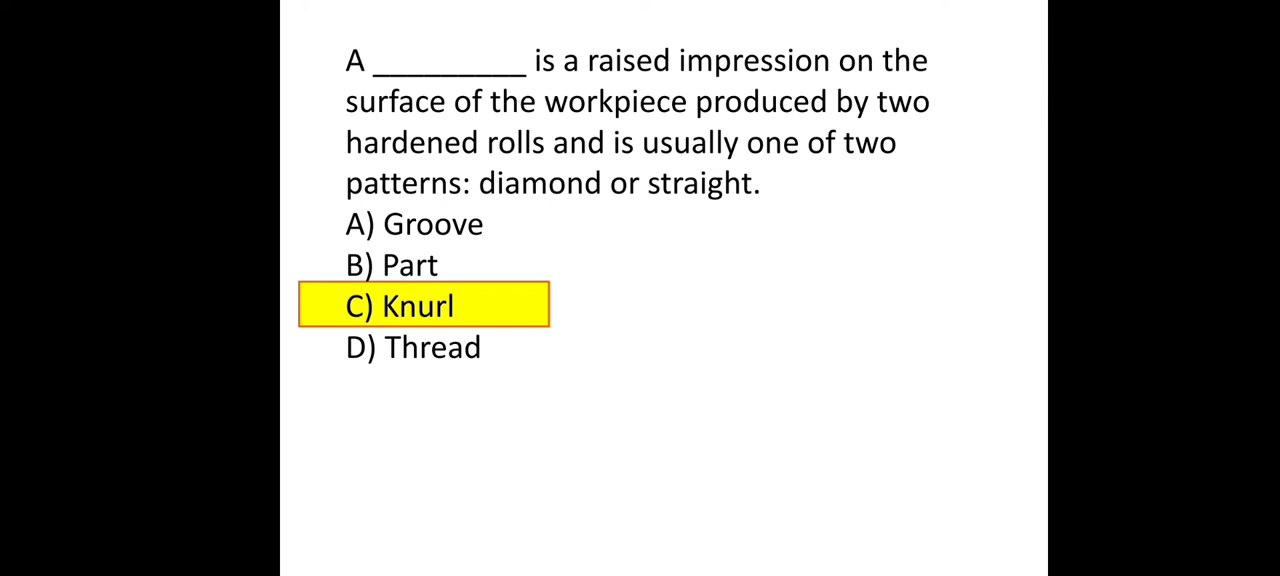 A _________ is a raised impression on the
surface of the workpiece produced by two
hardened rolls and is usually one of two
patterns: diamond or straight.
A) Groove
B) Part
C) Knurl
D) Thread